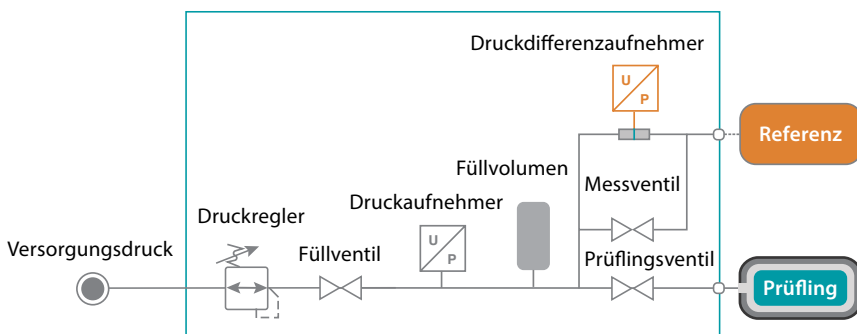 Druckdifferenzaufnehmer
U
P
Referenz
Füllvolumen
Messventil
Druckaufnehmer
Druckregler
U
P
Versorgungsdruck
Füllventil
Prüflingsventil
Prüfling